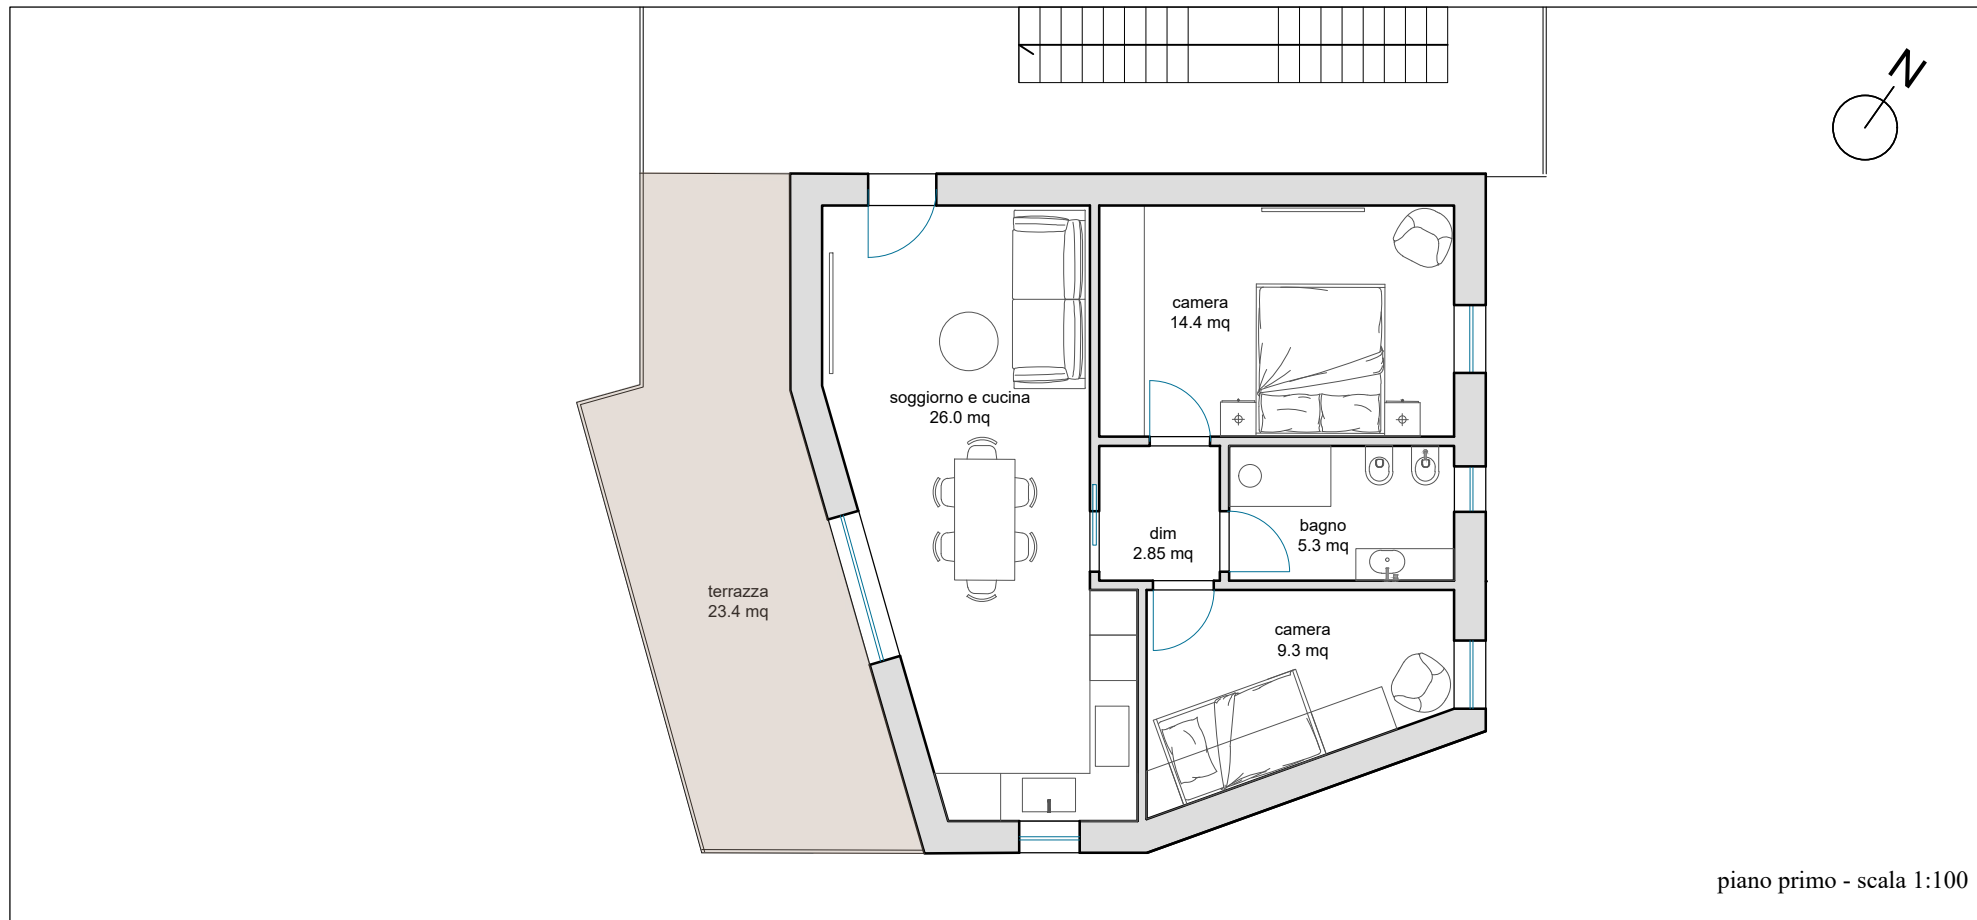 N
camera
14.4 mq
soggiorno e cucina
26.0 mq
bagno
5.3 mq
dim
2.85 mq
terrazza
23.4 mq
camera
9.3 mq
piano primo - scala 1:100